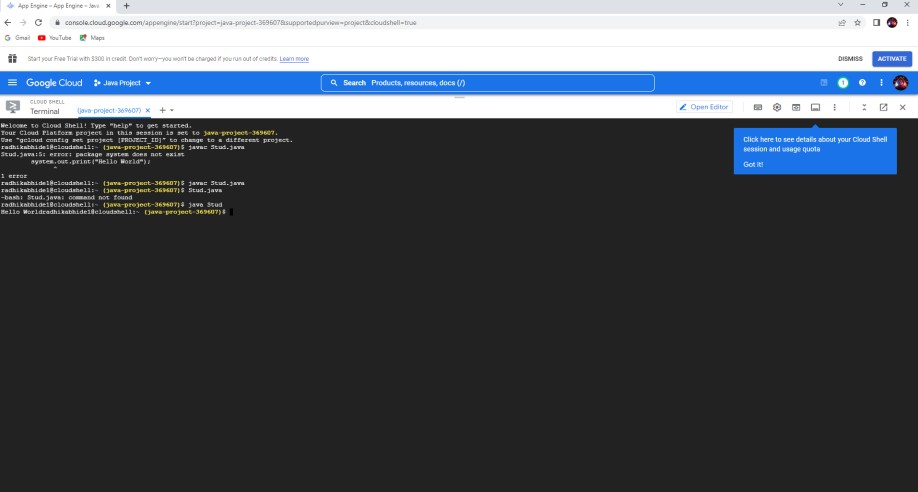 App Engine – App Engine – Java
console.cloud.google.com/appengine/start?project=java-project-369607&supportedpurview=project&cloudshell=true
Gmail YouTube Maps
Start your Free Trial with $300 in credit. Don't worry—you won't be charged if you run out of credits. Learn more
DISMISS ACTIVATE
Google Cloud Java Project Search Products, resources, docs (/) 1
CLOUD SHELL
Terminal (java-project-369607) × + Open Editor
Welcome to Cloud Shell! Type "help" to get started.
Your Cloud Platform project in this session is set to java-project-369607.
Use "gcloud config set project [PROJECT_ID]" to change to a different project.
radhikabhide1@cloudshell:~ (java-project-369607)$ javac Stud.java
Stud.java:5: error: package system does not exist
system.out.print("Hello World");
^
1 error
radhikabhide1@cloudshell:~ (java-project-369607)$ javac Stud.java
radhikabhide1@cloudshell:~ (java-project-369607)$ Stud.java
-bash: Stud.java: command not found
radhikabhide1@cloudshell:~ (java-project-369607)$ java Stud
Hello Worldradhikabhide1@cloudshell:~ (java-project-369607)$
Click here to see details about your Cloud Shell
session and usage quota
Got it!